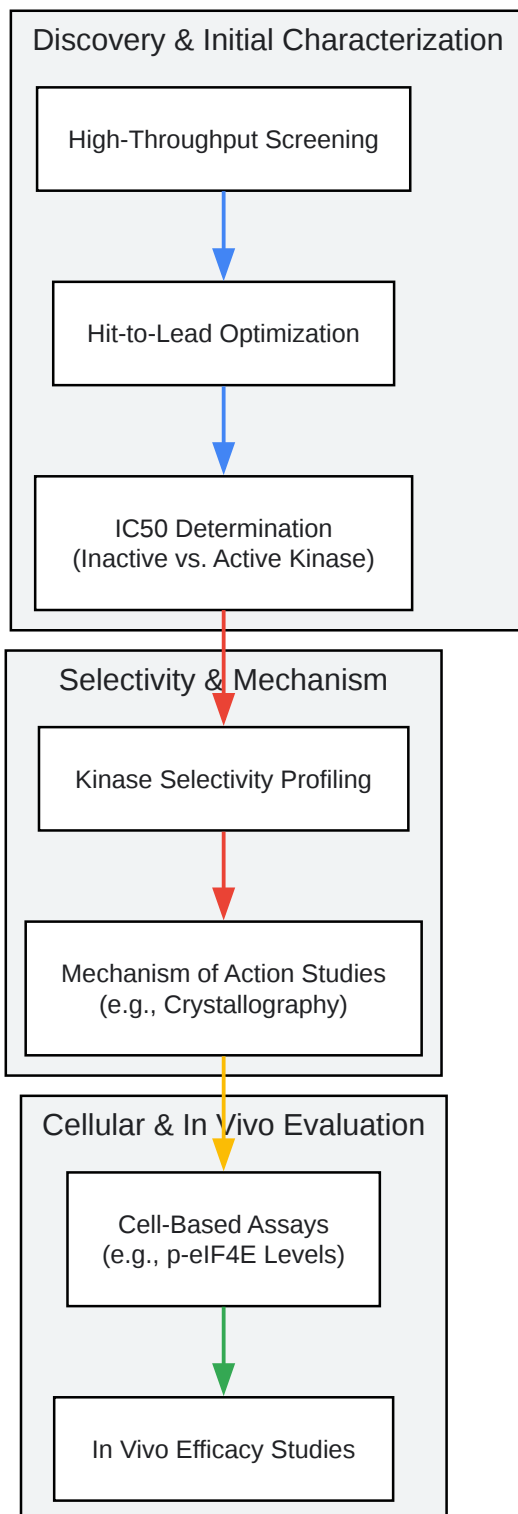 Discovery & Initial Characterization
High-Throughput Screening
Hit-to-Lead Optimization
IC50 Determination
(Inactive vs. Active Kinase)
Selectivity & Mechanism
Kinase Selectivity Profiling
Mechanism of Action Studies
(e.g., Crystallography)
Cellular & In Vivo Evaluation
Cell-Based Assays
(e.g., p-eIF4E Levels)
In Vivo Efficacy Studies